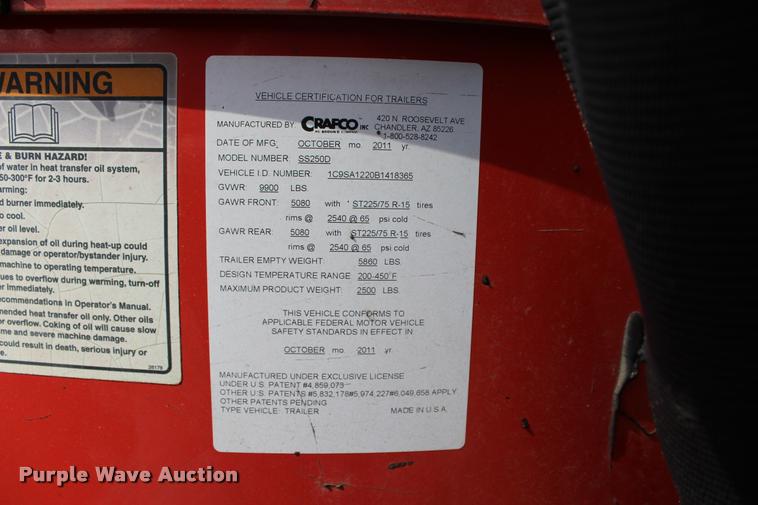 WARNING
& BURN HAZARD!
of water in heat transfer oil system,
50-300°F for 2-3 hours.
arming:
d burner immediately.
o cool.
er oil level.
expansion of oil during heat-up could
damage or operator/bystander injury.
machine to operating temperature.
ues to overflow during warming, turn-off
er immediately.
commendations in Operator's Manual.
mended heat transfer oil only. Other oils
or overflow. Coking of oil will cause slow
me and severe machine damage.
could result in death, serious injury or
e.
26179
VEHICLE CERTIFICATION FOR TRAILERS
MANUFACTURED BY CRAFCO INC 420 N. ROOSEVELT AVE
CHANDLER, AZ 85226
1-800-528-8242
DATE OF MFG. OCTOBER mo. 2011 yr.
MODEL NUMBER: SS250D
VEHICLE I.D. NUMBER: 1C9SA1220B1418365
GVWR: 9900 LBS.
GAWR FRONT: 5080 with ST225/75 R-15 tires
rims @ 2540 @ 65 psi cold
GAWR REAR: 5080 with ST225/75 R-15 tires
rims @ 2540 @ 65 psi cold
TRAILER EMPTY WEIGHT: 5860 LBS.
DESIGN TEMPERATURE RANGE 200-450°F
MAXIMUM PRODUCT WEIGHT: 2500 LBS.
THIS VEHICLE CONFORMS TO
APPLICABLE FEDERAL MOTOR VEHICLE
SAFETY STANDARDS IN EFFECT IN
OCTOBER mo. 2011 yr.
MANUFACTURED UNDER EXCLUSIVE LICENSE
UNDER U.S. PATENT #4,859,073
OTHER U.S. PATENTS #5,832,178#5,974,227#6,049,658 APPLY
OTHER PATENTS PENDING
TYPE VEHICLE: TRAILER MADE IN U.S.A.
Purple Wave Auction